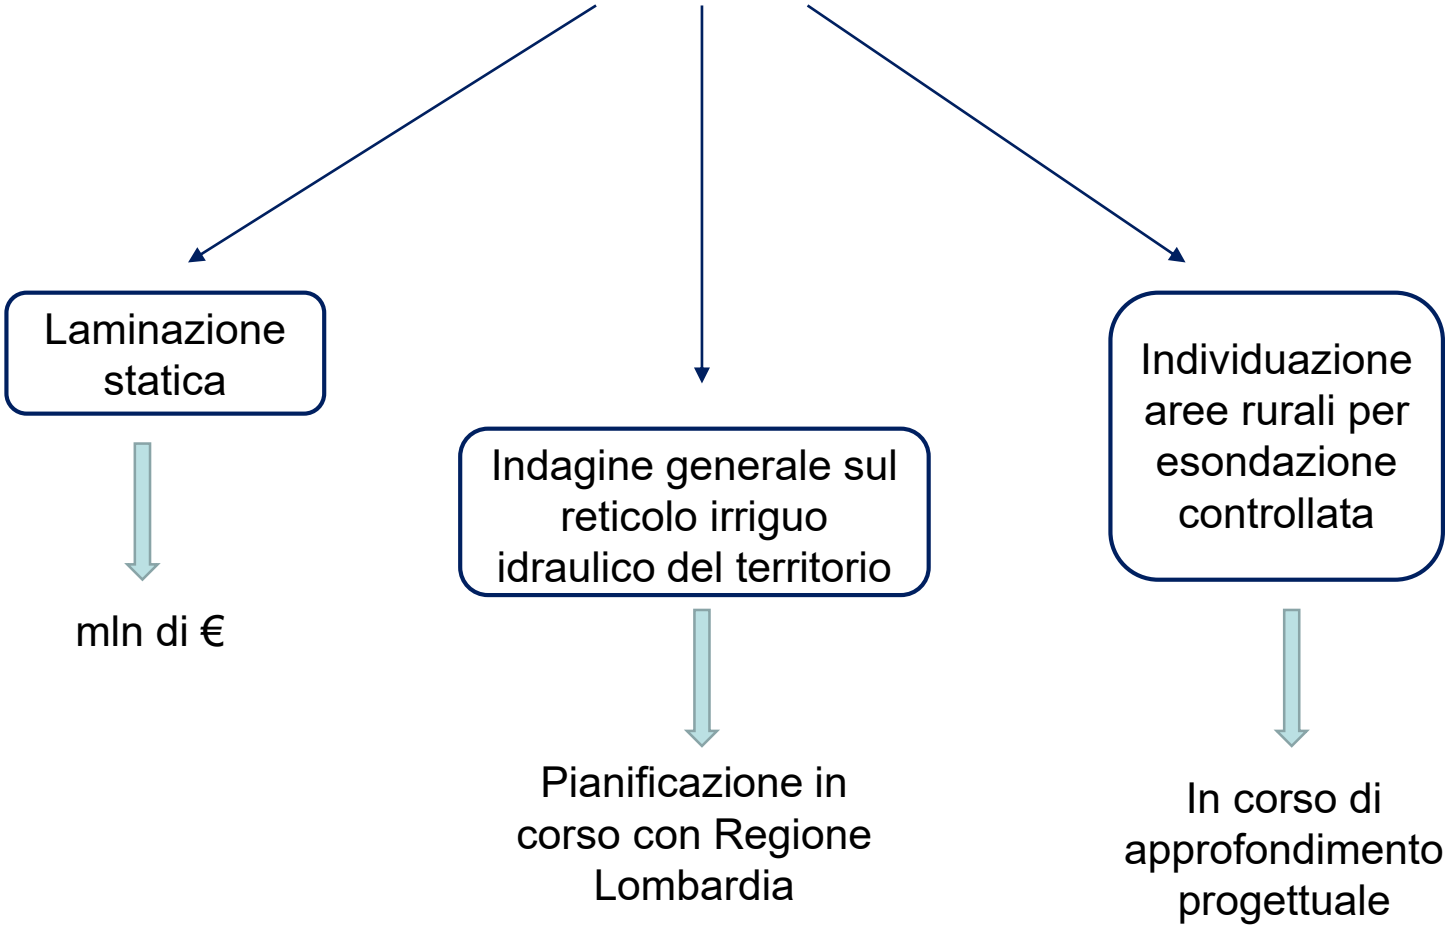 Laminazione
statica
mln di €
Indagine generale sul
reticolo irriguo
idraulico del territorio
Pianificazione in
corso con Regione
Lombardia
Individuazione
aree rurali per
esondazione
controllata
In corso di
approfondimento
progettuale